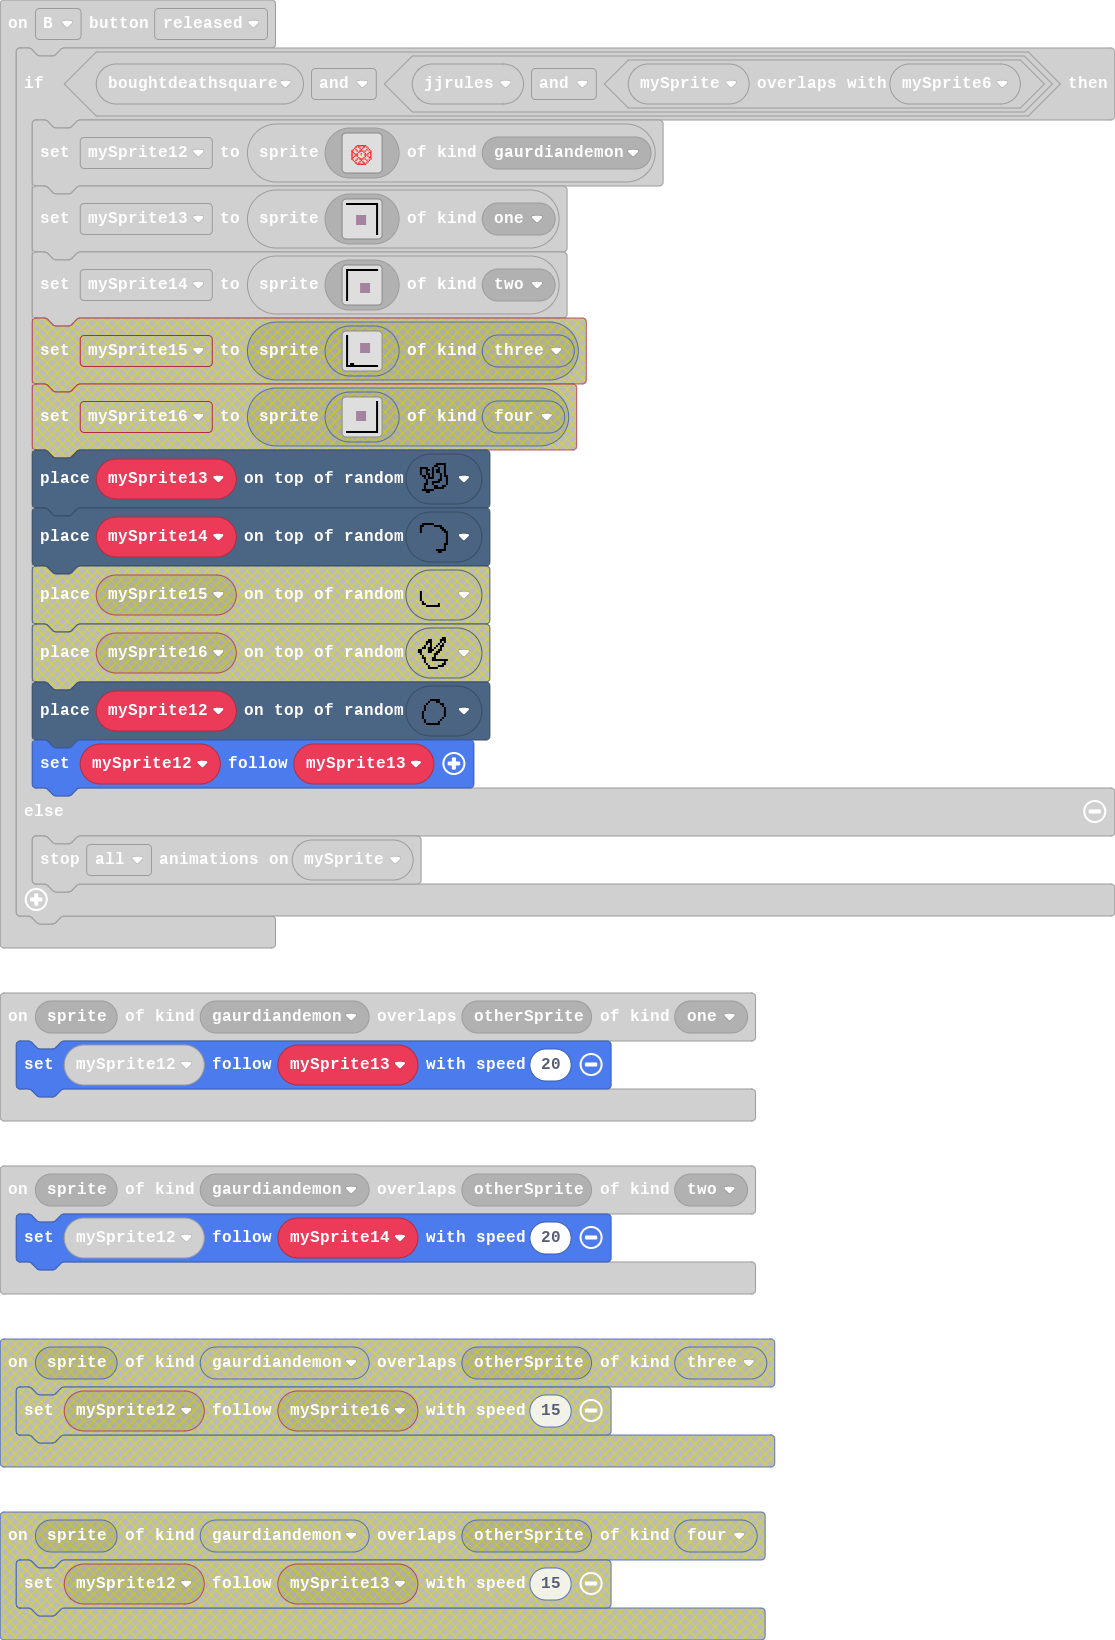 on B button released
if boughtdeathsquare and jjrules and mySprite overlaps with mySprite6 then
set mySprite12 to sprite of kind gaurdiandemon
set mySprite13 to sprite of kind one
set mySprite14 to sprite of kind two
set mySprite15 to sprite of kind three
set mySprite16 to sprite of kind four
place mySprite13 on top of random
place mySprite14 on top of random
place mySprite15 on top of random
place mySprite16 on top of random
place mySprite12 on top of random
set mySprite12 follow mySprite13
else
stop all animations on mySprite
on sprite of kind gaurdiandemon overlaps otherSprite of kind one
set mySprite12 follow mySprite13 with speed 20
on sprite of kind gaurdiandemon overlaps otherSprite of kind two
set mySprite12 follow mySprite14 with speed 20
on sprite of kind gaurdiandemon overlaps otherSprite of kind three
set mySprite12 follow mySprite16 with speed 15
on sprite of kind gaurdiandemon overlaps otherSprite of kind four
set mySprite12 follow mySprite13 with speed 15